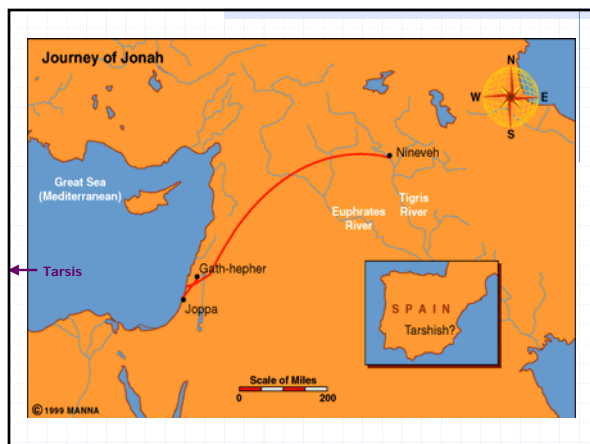 Journey of Jonah
N
W E
S
Nineveh
Great Sea
(Mediterranean)
Tigris
River
Euphrates
River
Tarsis
Gath-hepher
Joppa
SPAIN
Tarshish?
Scale of Miles
0 200
© 1999 MANNA